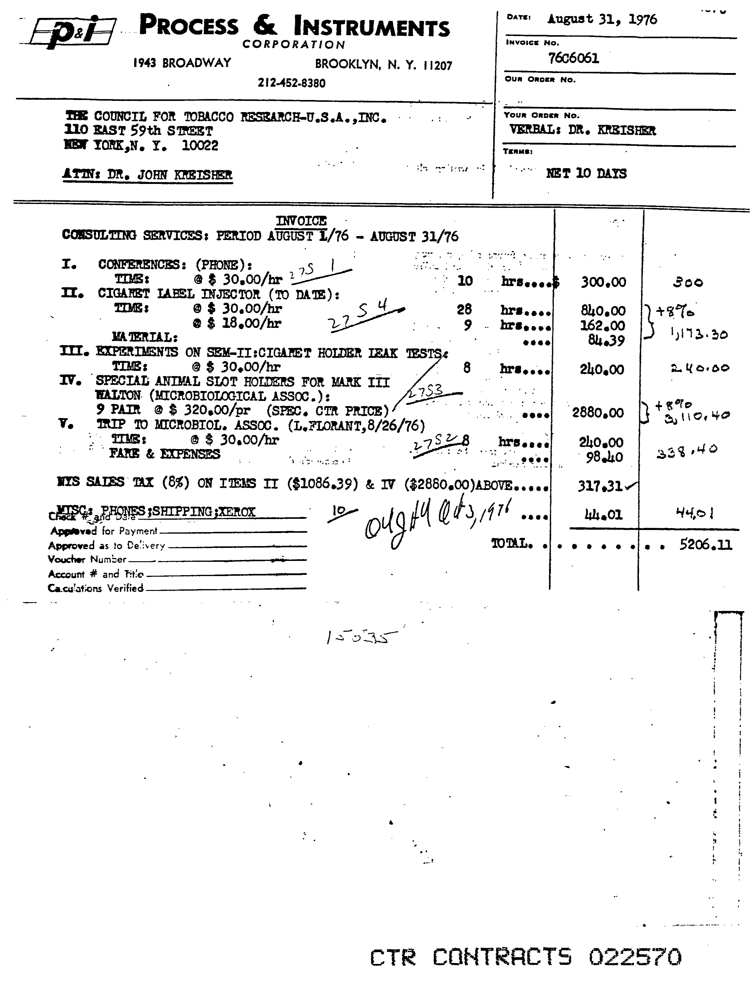 p&i PROCESS & INSTRUMENTS
CORPORATION
1943 BROADWAY BROOKLYN, N. Y. 11207
212-452-8380
DATE: August 31, 1976
INVOICE NO.
76C6061
OUR ORDER NO.
YOUR ORDER NO.
VERBAL: DR. KREISHER
TERMS:
NET 10 DAYS
THE COUNCIL FOR TOBACCO RESEARCH-U.S.A.,INC.
110 EAST 59th STREET
NEW YORK,N. Y. 10022
ATTN: DR. JOHN KREISHER
INVOICE
CONSULTING SERVICES: PERIOD AUGUST 1/76 - AUGUST 31/76
I. CONFERENCES: (PHONE):
TIME: @ $ 30.00/hr 27S 1 10 hrs....$ 300.00 300
II. CIGARET LABEL INJECTOR (TO DATE):
TIME: @ $ 30.00/hr 27S4 28 hrs.... 840.00 +8%
@ $ 18.00/hr 9 hrs.... 162.00 1,173.30
MATERIAL: .... 84.39
III. EXPERIMENTS ON SEM-II:CIGARET HOLDER LEAK TESTS:
TIME: @ $ 30.00/hr 8 hrs.... 240.00 240.00
IV. SPECIAL ANIMAL SLOT HOLDERS FOR MARK III
WALTON (MICROBIOLOGICAL ASSOC.): 27S3
9 PAIR @ $ 320.00/pr (SPEC. CTR PRICE) .... 2880.00 +8% 3,110.40
V. TRIP TO MICROBIOL. ASSOC. (L.FLORANT,8/26/76)
TIME: @ $ 30.00/hr 27S2 8 hrs.... 240.00
FARE & EXPENSES .... 98.40 338.40
NYS SALES TAX (8%) ON ITEMS II ($1086.39) & IV ($2880.00)ABOVE..... 317.31✓
MISC: PHONES;SHIPPING;XEROX 10 .... 44.01 44,01
Check # and Date
Approved for Payment
Approved as to Delivery
TOTAL. . . . . . . . . . 5206.11
Voucher Number
Account # and Title
Calculations Verified
15035
CTR CONTRACTS 022570